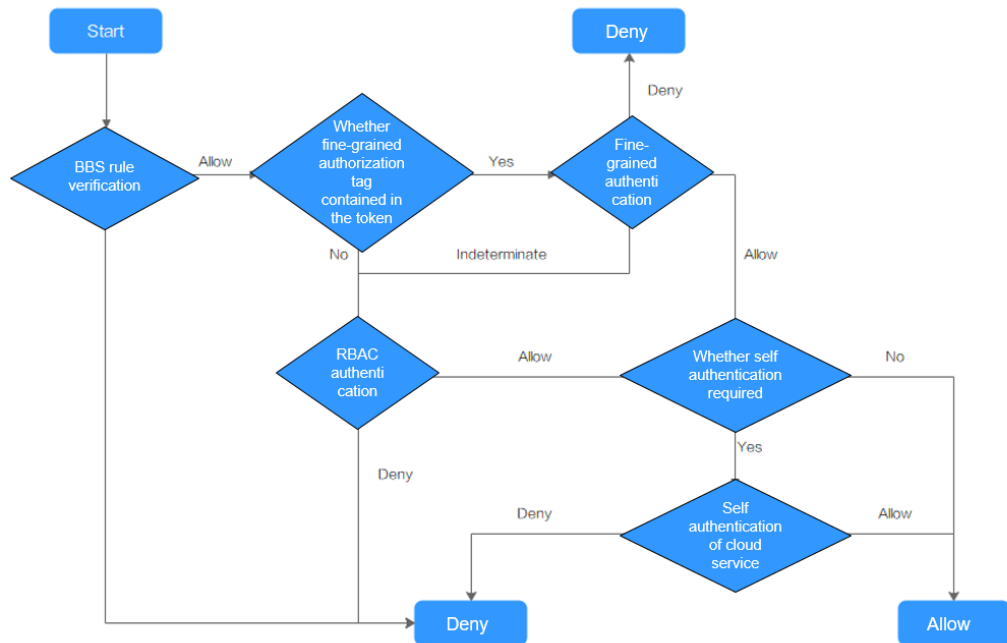 Start
Deny
Deny
Whether
fine-grained
authorization
tag
contained in
the token
Fine-
grained
authenti
cation
BBS rule
verification
Allow
Yes
No
Indeterminate
Allow
RBAC
authenti
cation
Allow
Whether self
authentication
required
No
Yes
Deny
Self
authentication
of cloud
service
Deny
Allow
Deny
Allow